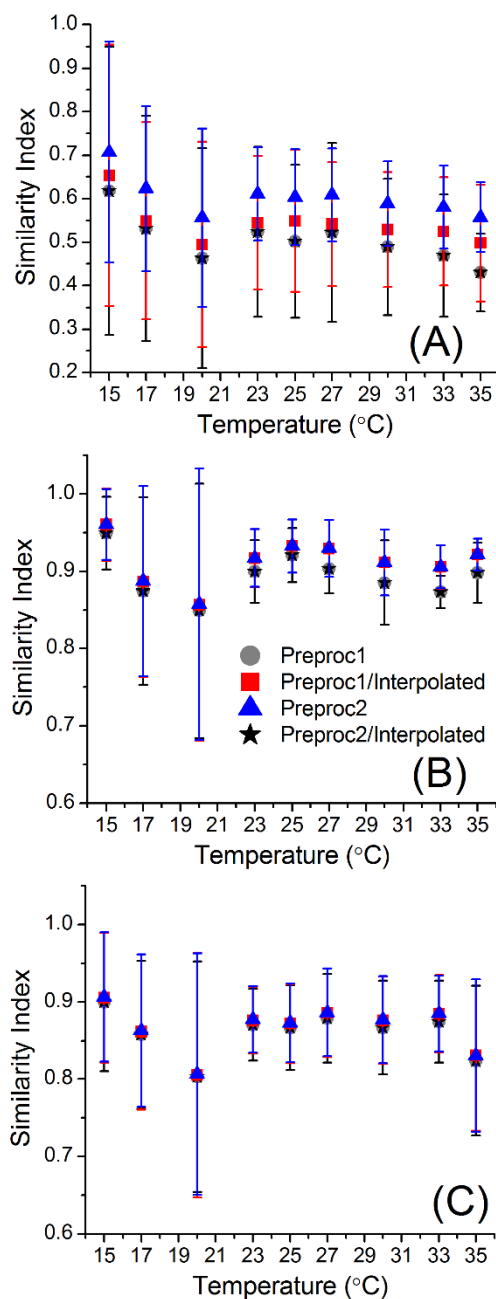 1.0
0.9
0.8
0.7
0.6
0.5
0.4
0.3
0.2
Similarity Index
(A)
15 17 19 21 23 25 27 29 31 33 35
Temperature (°C)
1.0
0.9
0.8
0.7
0.6
Similarity Index
Preproc1
Preproc1/Interpolated
Preproc2
Preproc2/Interpolated
(B)
15 17 19 21 23 25 27 29 31 33 35
Temperature (°C)
1.0
0.9
0.8
0.7
0.6
Similarity Index
(C)
15 17 19 21 23 25 27 29 31 33 35
Temperature (°C)